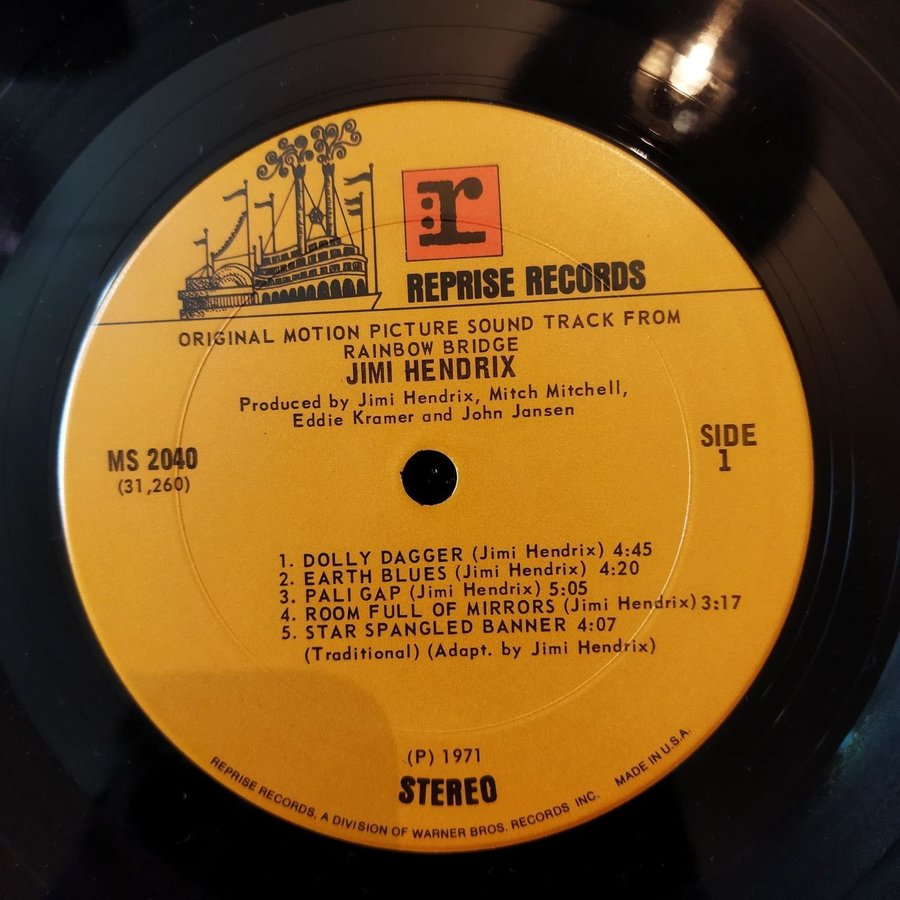 r
REPRISE RECORDS
ORIGINAL MOTION PICTURE SOUND TRACK FROM
RAINBOW BRIDGE
JIMI HENDRIX
Produced by Jimi Hendrix, Mitch Mitchell,
Eddie Kramer and John Jansen
MS 2040
(31,260)
SIDE
1
1. DOLLY DAGGER (Jimi Hendrix) 4:45
2. EARTH BLUES (Jimi Hendrix) 4:20
3. PALI GAP (Jimi Hendrix) 5:05
4. ROOM FULL OF MIRRORS (Jimi Hendrix) 3:17
5. STAR SPANGLED BANNER 4:07
(Traditional) (Adapt. by Jimi Hendrix)
(P) 1971
STEREO
REPRISE RECORDS, A DIVISION OF WARNER BROS. RECORDS INC. MADE IN U.S.A.